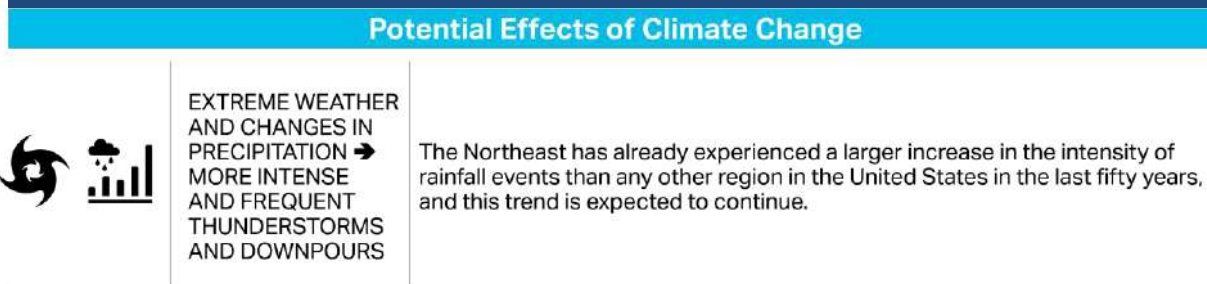 Potential Effects of Climate Change
EXTREME WEATHER
AND CHANGES IN
PRECIPITATION ➔
MORE INTENSE
AND FREQUENT
THUNDERSTORMS
AND DOWNPOURS
The Northeast has already experienced a larger increase in the intensity of
rainfall events than any other region in the United States in the last fifty years,
and this trend is expected to continue.